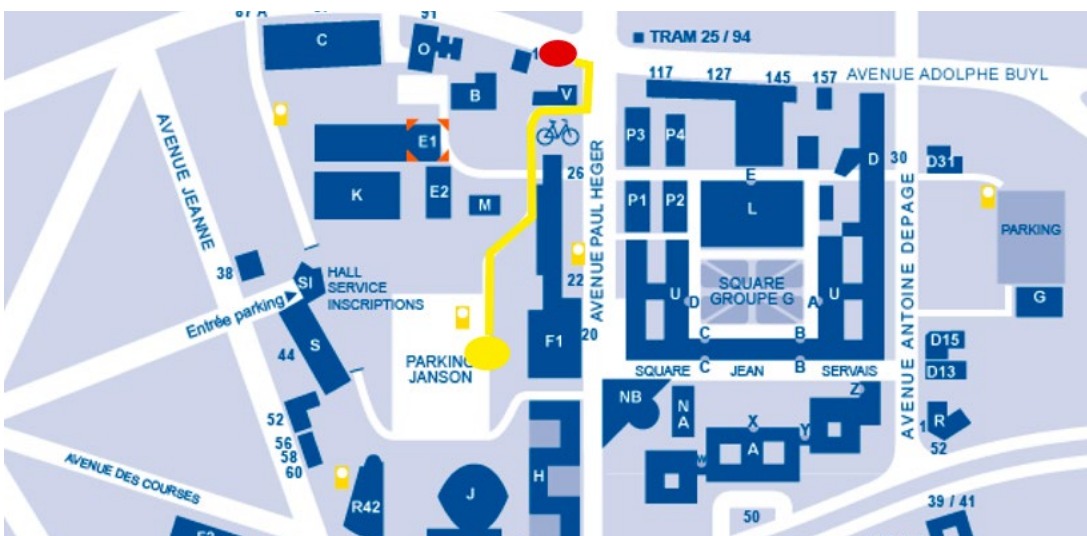 87 A
91
C
O
1
TRAM 25 / 94
B
V
117
127
145
157
AVENUE ADOLPHE BUYL
E1
P3
P4
D
30
D31
AVENUE JEANNE
K
E2
M
26
AVENUE PAUL HEGER
P1
P2
E
L
AVENUE ANTOINE DEPAGE
PARKING
38
SI
HALL
SERVICE
INSCRIPTIONS
22
U
D
SQUARE
GROUPE G
A
U
G
Entrée parking
S
44
PARKING
JANSON
F1
20
C
B
D15
SQUARE
C
JEAN
B
SERVAIS
D13
NB
N
A
Z
X
Y
A
W
R
1
52
52
56
58
60
AVENUE DES COURSES
R42
J
H
50
39 / 41